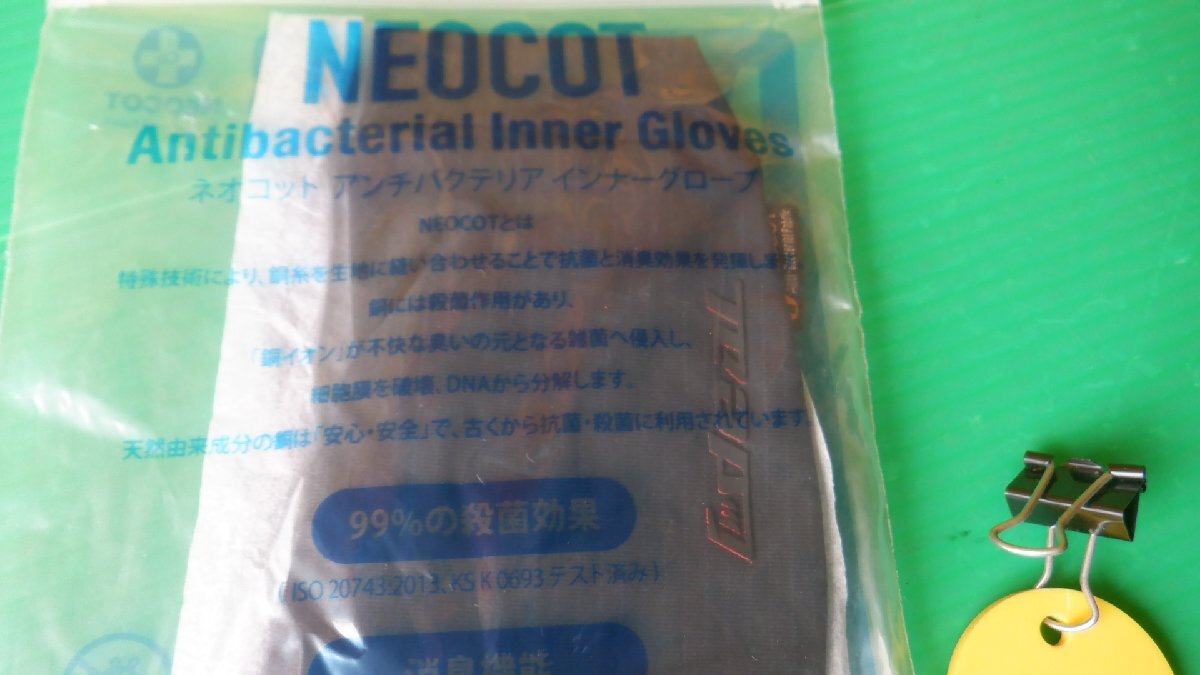 NEOCOT
NEOCOT
Antibacterial Inner Gloves
ネオコット アンチバクテリア インナーグローブ
NEOCOTとは
特殊技術により、銅糸を生地に縫い合わせることで抗菌と消臭効果を発揮します。
銅には殺菌作用があり、
「銅イオン」が不快な臭いの元となる雑菌へ侵入し、
細胞膜を破壊、DNAから分解します。
天然由来成分の銅は「安心・安全」で、古くから抗菌・殺菌に利用されています。
99%の殺菌効果
( ISO 20743:2013、KS K 0693 テスト済み )
消臭機能